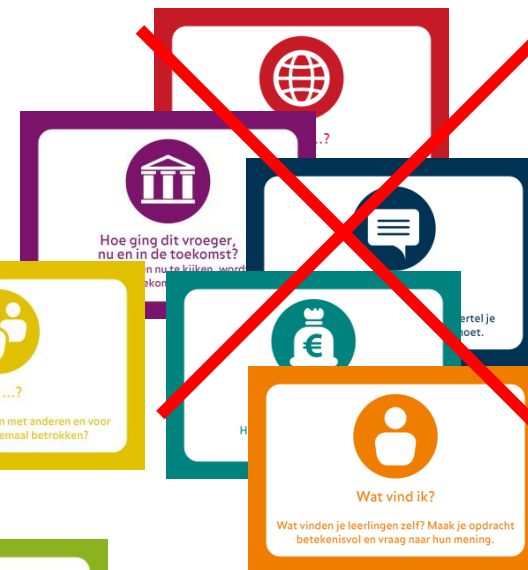 ..?
Hoe ging dit vroeger,
nu en in de toekomst?
n nu te kijken, word
ekom
ertel je
oet.
€
...?
n met anderen en voor
emaal betrokken?
H
Wat vind ik?
Wat vinden je leerlingen zelf? Maak je opdracht
betekenisvol en vraag naar hun mening.